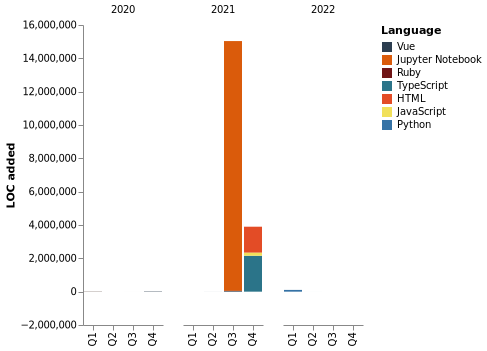 2020 2021 2022
16,000,000
14,000,000
12,000,000
10,000,000
8,000,000
6,000,000
4,000,000
2,000,000
0
−2,000,000
LOC added
Q1 Q2 Q3 Q4 Q1 Q2 Q3 Q4 Q1 Q2 Q3 Q4
Language
Vue
Jupyter Notebook
Ruby
TypeScript
HTML
JavaScript
Python